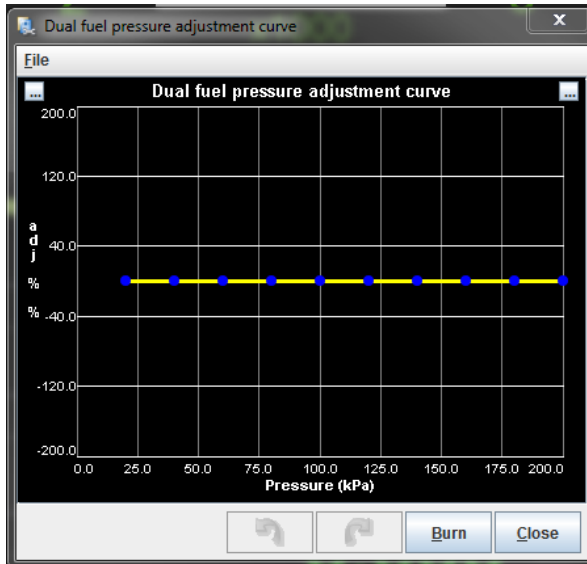 Dual fuel pressure adjustment curve
x
File
... Dual fuel pressure adjustment curve ...
200.0
120.0
adj % %
40.0
-40.0
-120.0
-200.0
0.0 25.0 50.0 75.0 100.0 125.0 150.0 175.0 200.0
Pressure (kPa)
Burn Close